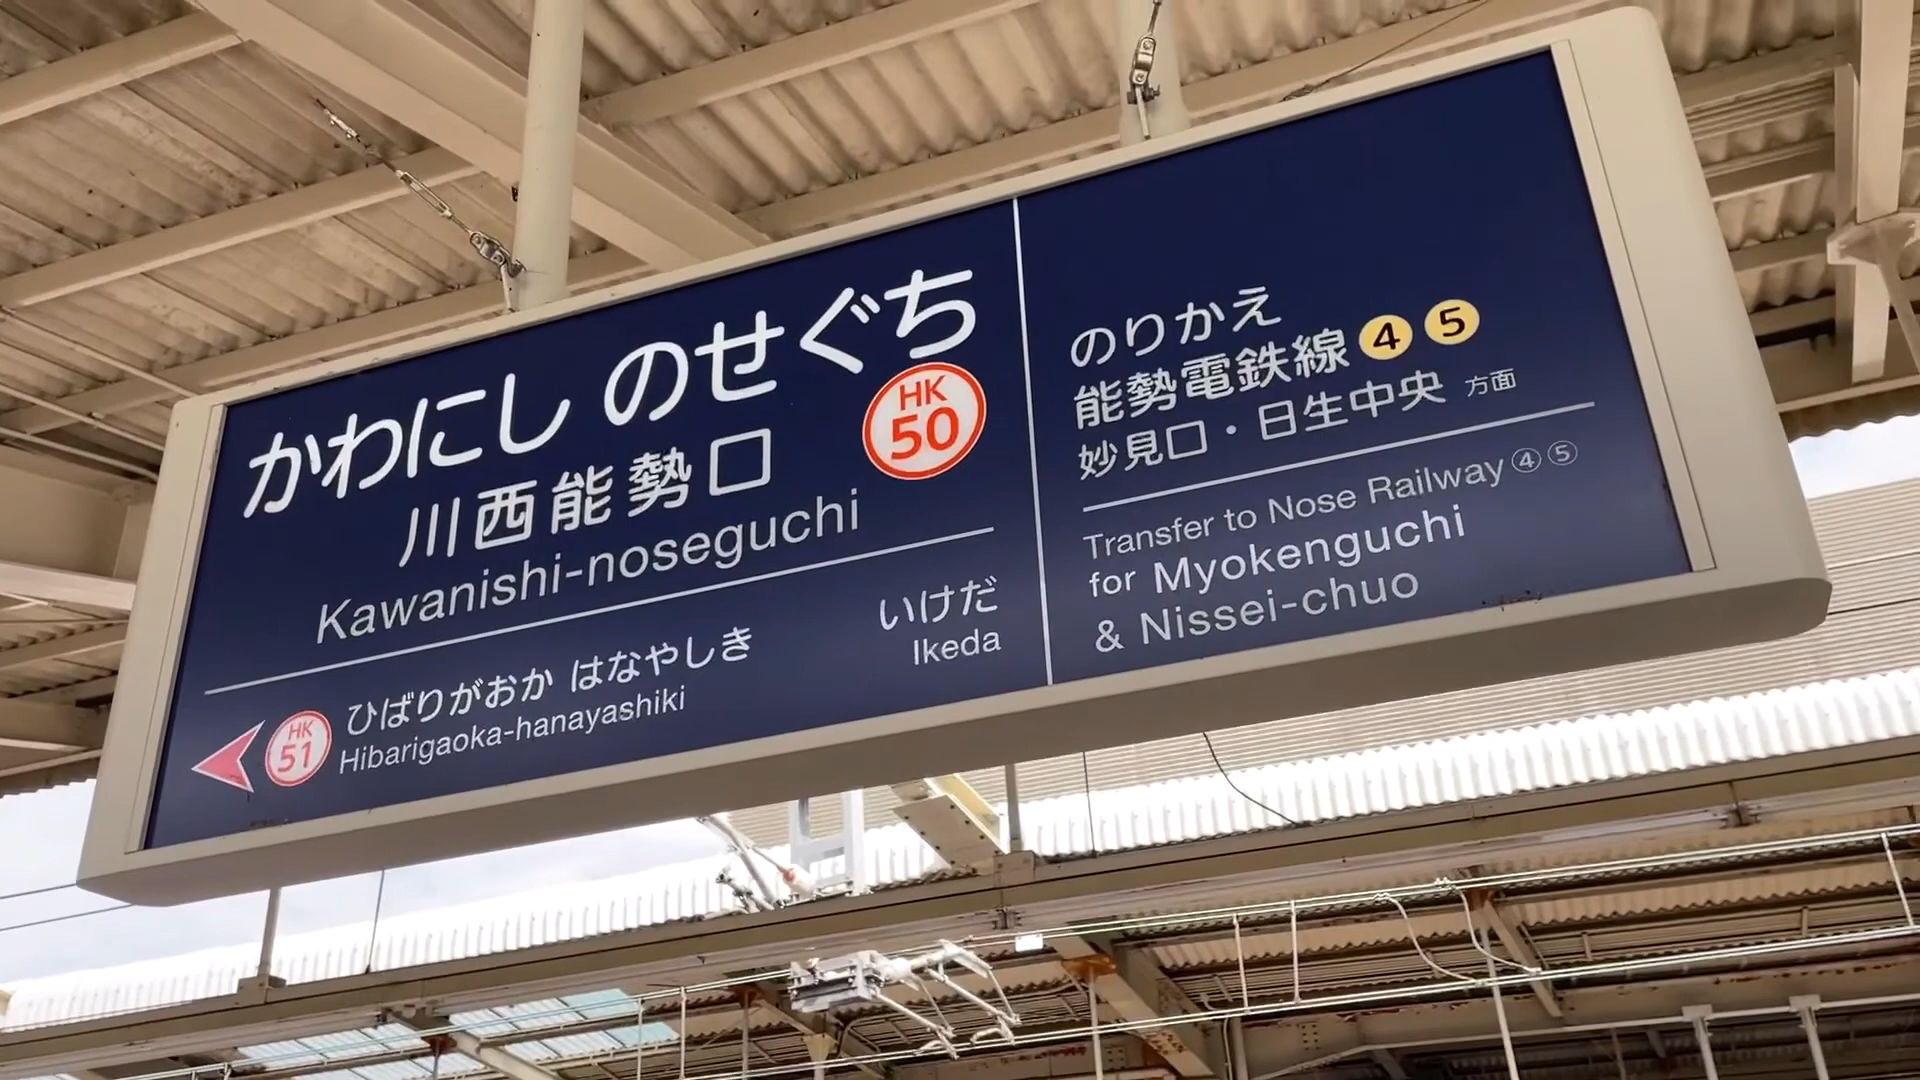 かわにし のせぐち
HK
50
川西能勢口
Kawanishi-noseguchi
HK
51
ひばりがおか はなやしき
Hibarigaoka-hanayashiki
いけだ
Ikeda
のりかえ
能勢電鉄線 4 5
妙見口・日生中央 方面
Transfer to Nose Railway ④ ⑤
for Myokenguchi
& Nissei-chuo